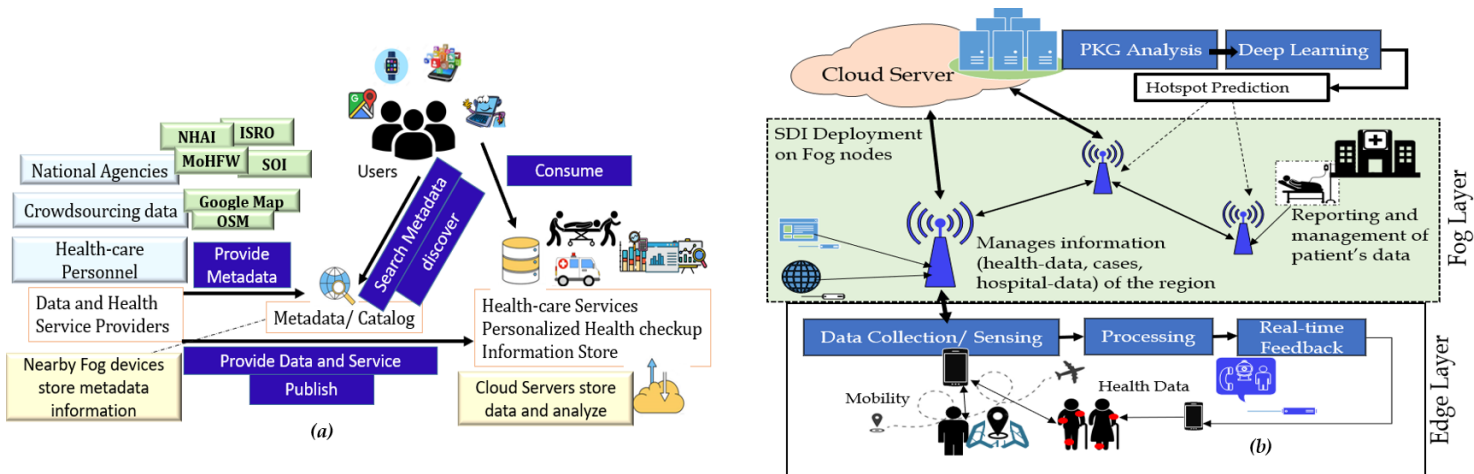 NHAI
ISRO
MoHFW
SOI
National Agencies
Google Map
Crowdsourcing data
OSM
Health-care
Personnel
Provide
Metadata
Data and Health
Service Providers
Users
Search Metadata
discover
Consume
Metadata/ Catalog
Health-care Services
Personalized Health checkup
Information Store
Nearby Fog devices
store metadata
information
Provide Data and Service
Publish
Cloud Servers store
data and analyze
(a)
Cloud Server
PKG Analysis
Deep Learning
Hotspot Prediction
SDI Deployment
on Fog nodes
Manages information
(health-data, cases,
hospital-data) of the region
Reporting and
management of
patient's data
Fog Layer
Data Collection/ Sensing
Processing
Real-time
Feedback
Mobility
Health Data
Edge Layer
(b)